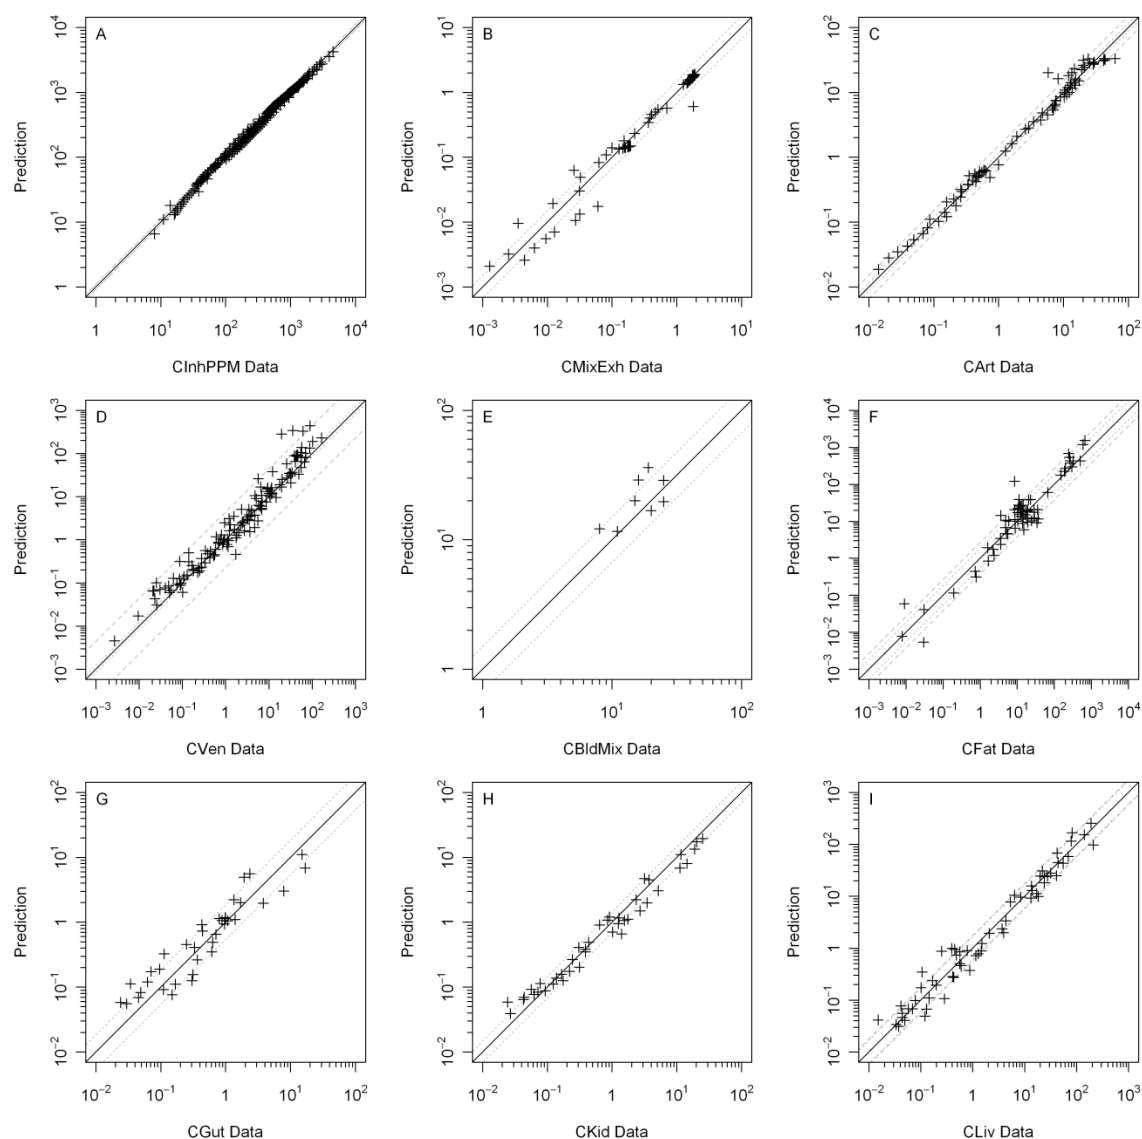 A
Prediction
10⁴
10³
10²
10¹
1
1 10¹ 10² 10³ 10⁴
CInhPPM Data
B
Prediction
10¹
1
10⁻¹
10⁻²
10⁻³
10⁻³ 10⁻² 10⁻¹ 1 10¹
CMixExh Data
C
Prediction
10²
10¹
1
10⁻¹
10⁻²
10⁻² 10⁻¹ 1 10¹ 10²
CArt Data
D
Prediction
10³
10²
10¹
1
10⁻¹
10⁻²
10⁻³
10⁻³ 10⁻² 10⁻¹ 1 10¹ 10² 10³
CVen Data
E
Prediction
10²
10¹
1
1 10¹ 10²
CBldMix Data
F
Prediction
10⁴
10³
10²
10¹
1
10⁻¹
10⁻²
10⁻³
10⁻³ 10⁻² 10⁻¹ 1 10¹ 10² 10³ 10⁴
CFat Data
G
Prediction
10²
10¹
1
10⁻¹
10⁻²
10⁻² 10⁻¹ 1 10¹ 10²
CGut Data
H
Prediction
10²
10¹
1
10⁻¹
10⁻²
10⁻² 10⁻¹ 1 10¹ 10²
CKid Data
I
Prediction
10³
10²
10¹
1
10⁻¹
10⁻²
10⁻² 10⁻¹ 1 10¹ 10² 10³
CLiv Data